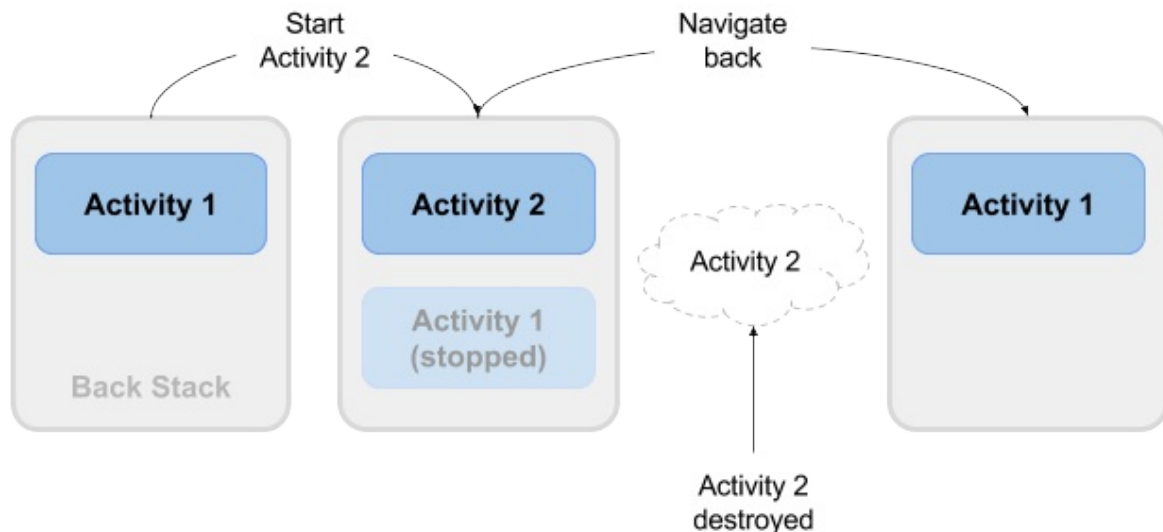 Start
Activity 2
Navigate
back
Activity 1
Back Stack
Activity 2
Activity 1
(stopped)
Activity 2
Activity 2
destroyed
Activity 1